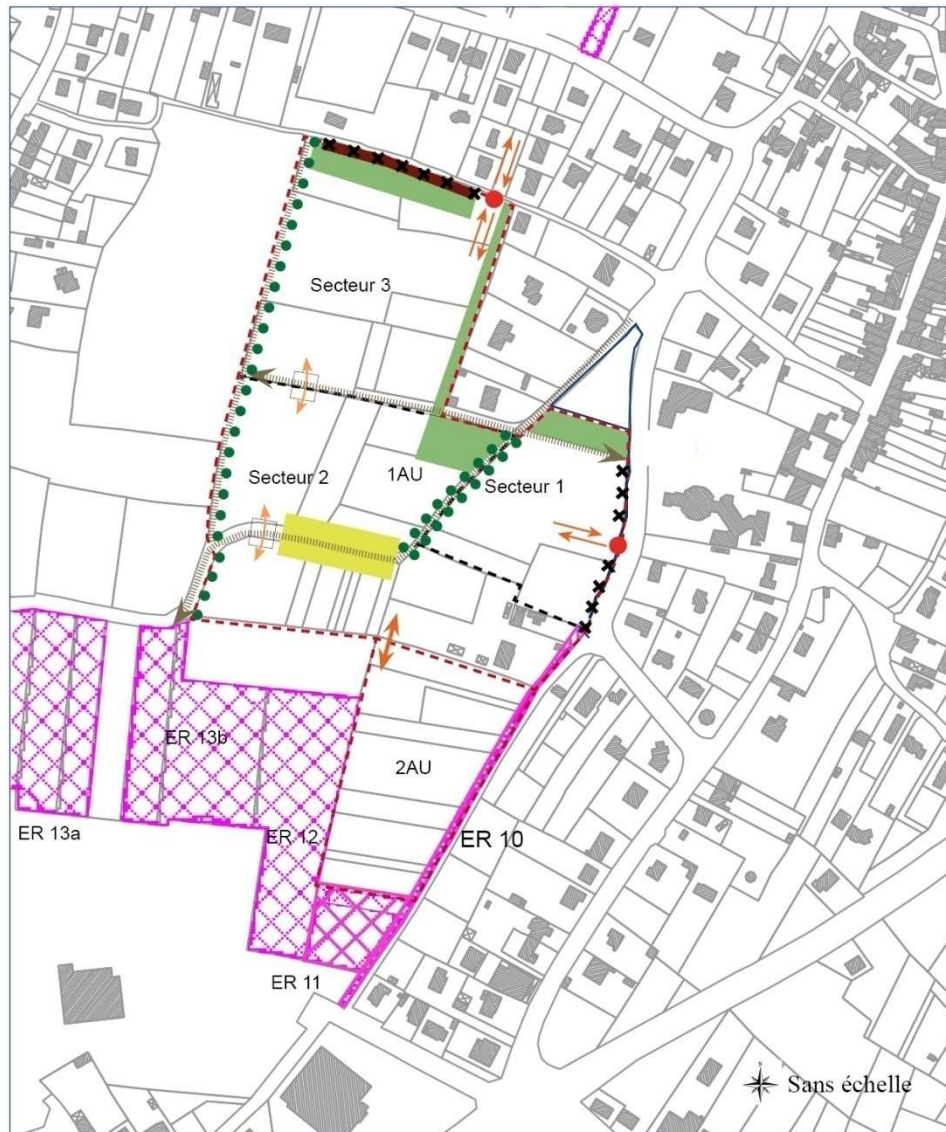 Secteur 3
Secteur 2
1AU
Secteur 1
ER 13b
2AU
ER 13a
ER 12
ER 10
ER 11
Sans échelle